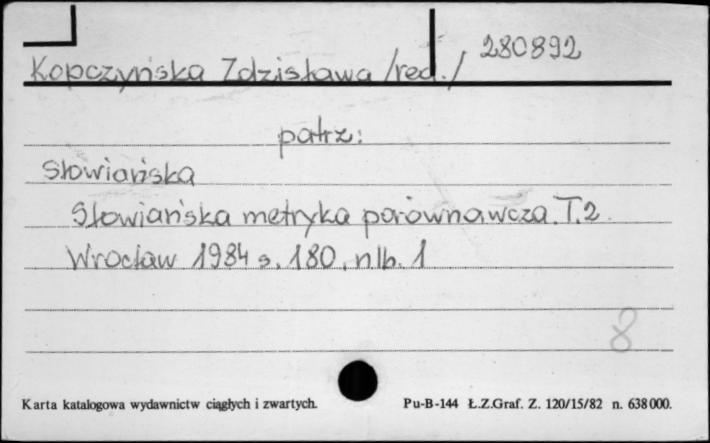 280892
Kopczyńska Zdzisława /red./
patrz:
Słowiańska
Słowiańska metryka porównawcza. T.2.
Wrocław 1984 s. 180, nlb. 1
8
Karta katalogowa wydawnictw ciągłych i zwartych. Pu-B-144 Ł.Z.Graf. Z. 120/15/82 n. 638000.